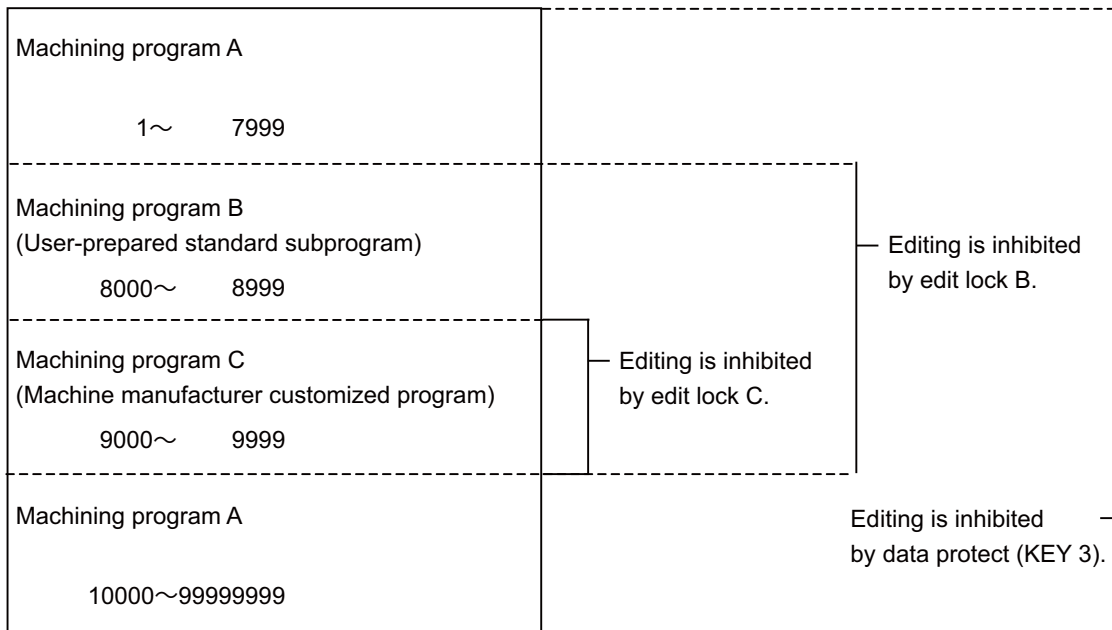 Machining program A
1～ 7999
Machining program B
(User-prepared standard subprogram)
8000～ 8999
Editing is inhibited
by edit lock B.
Machining program C
(Machine manufacturer customized program)
9000～ 9999
Editing is inhibited
by edit lock C.
Machining program A
10000～99999999
Editing is inhibited
by data protect (KEY 3).